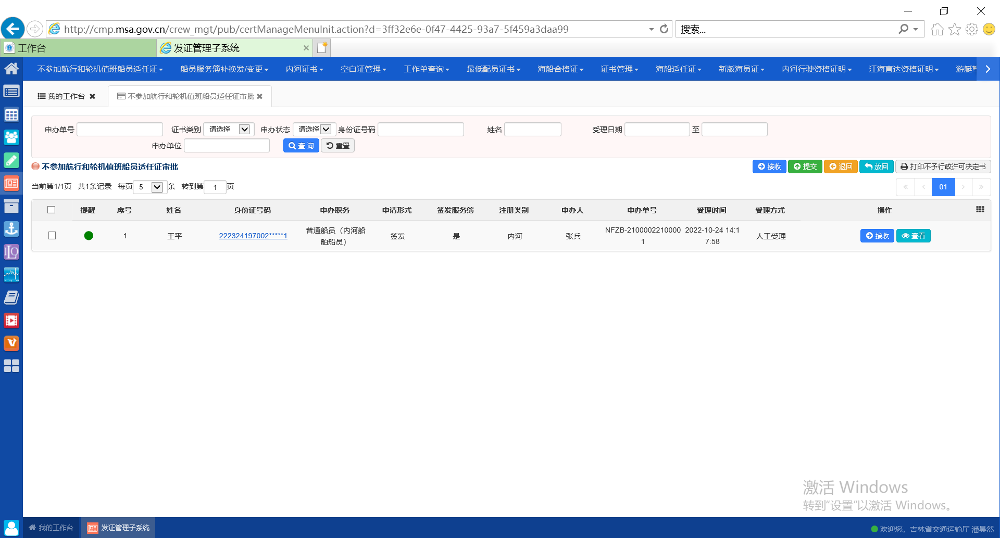 http://cmp.msa.gov.cn/crew_mgt/pub/certManageMenuInit.action?d=3ff32e6e-0f47-4425-93a7-5f459a3daa99
搜索...
工作台
发证管理子系统
不参加航行和轮机值班船员适任证 船员服务簿补换发/变更 内河证书 空白证管理 工作单查询 最低配员证书 海船合格证 证书管理 海船适任证 新版海员证 内河行驶资格证明 江海直达资格证明 游艇
我的工作台 不参加航行和轮机值班船员适任证审批
申办单号 证书类别 请选择 申办状态 请选择 身份证号码 姓名 受理日期 至
申办单位 查 询 重置
不参加航行和轮机值班船员适任证审批 接收 提交 退回 放回 打印不予行政许可决定书
当前第1/1页 共1条记录 每页 5 条 转到第 1 页 « ‹ 01 › »
提醒 序号 姓名 身份证号码 申办职务 申请形式 签发服务簿 注册类别 申办人 申办单号 受理时间 受理方式 操作
1 王平 222324197002*****1 普通船员（内河船舶船员） 签发 是 内河 张兵 NFZB-21000022100001 2022-10-24 14:17:58 人工受理 接收 查看
激活 Windows
转到“设置”以激活 Windows。
我的工作台 发证管理子系统 欢迎您，吉林省交通运输厅 潘昊然